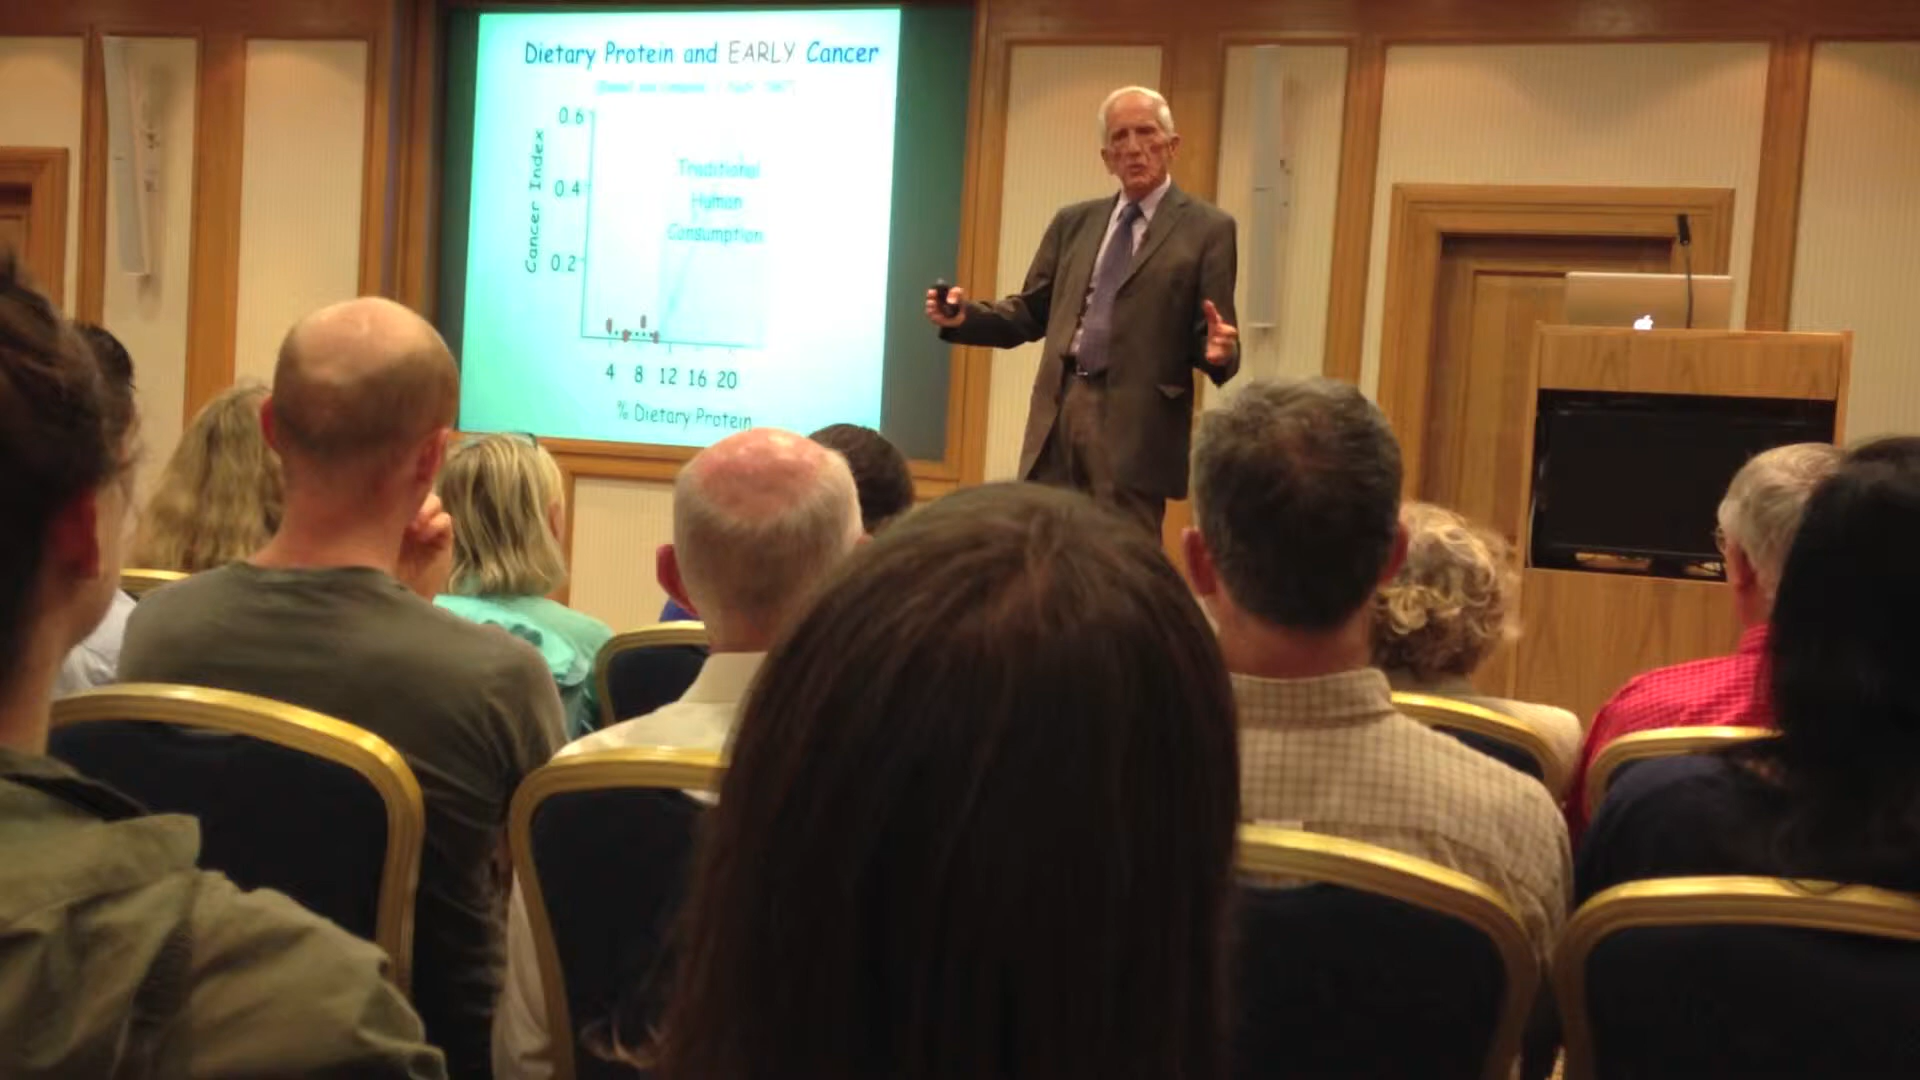 Dietary Protein and EARLY Cancer
0.6
Traditional
Human
Consumption
0.4
0.2
Cancer Index
4 8 12 16 20
% Dietary Protein